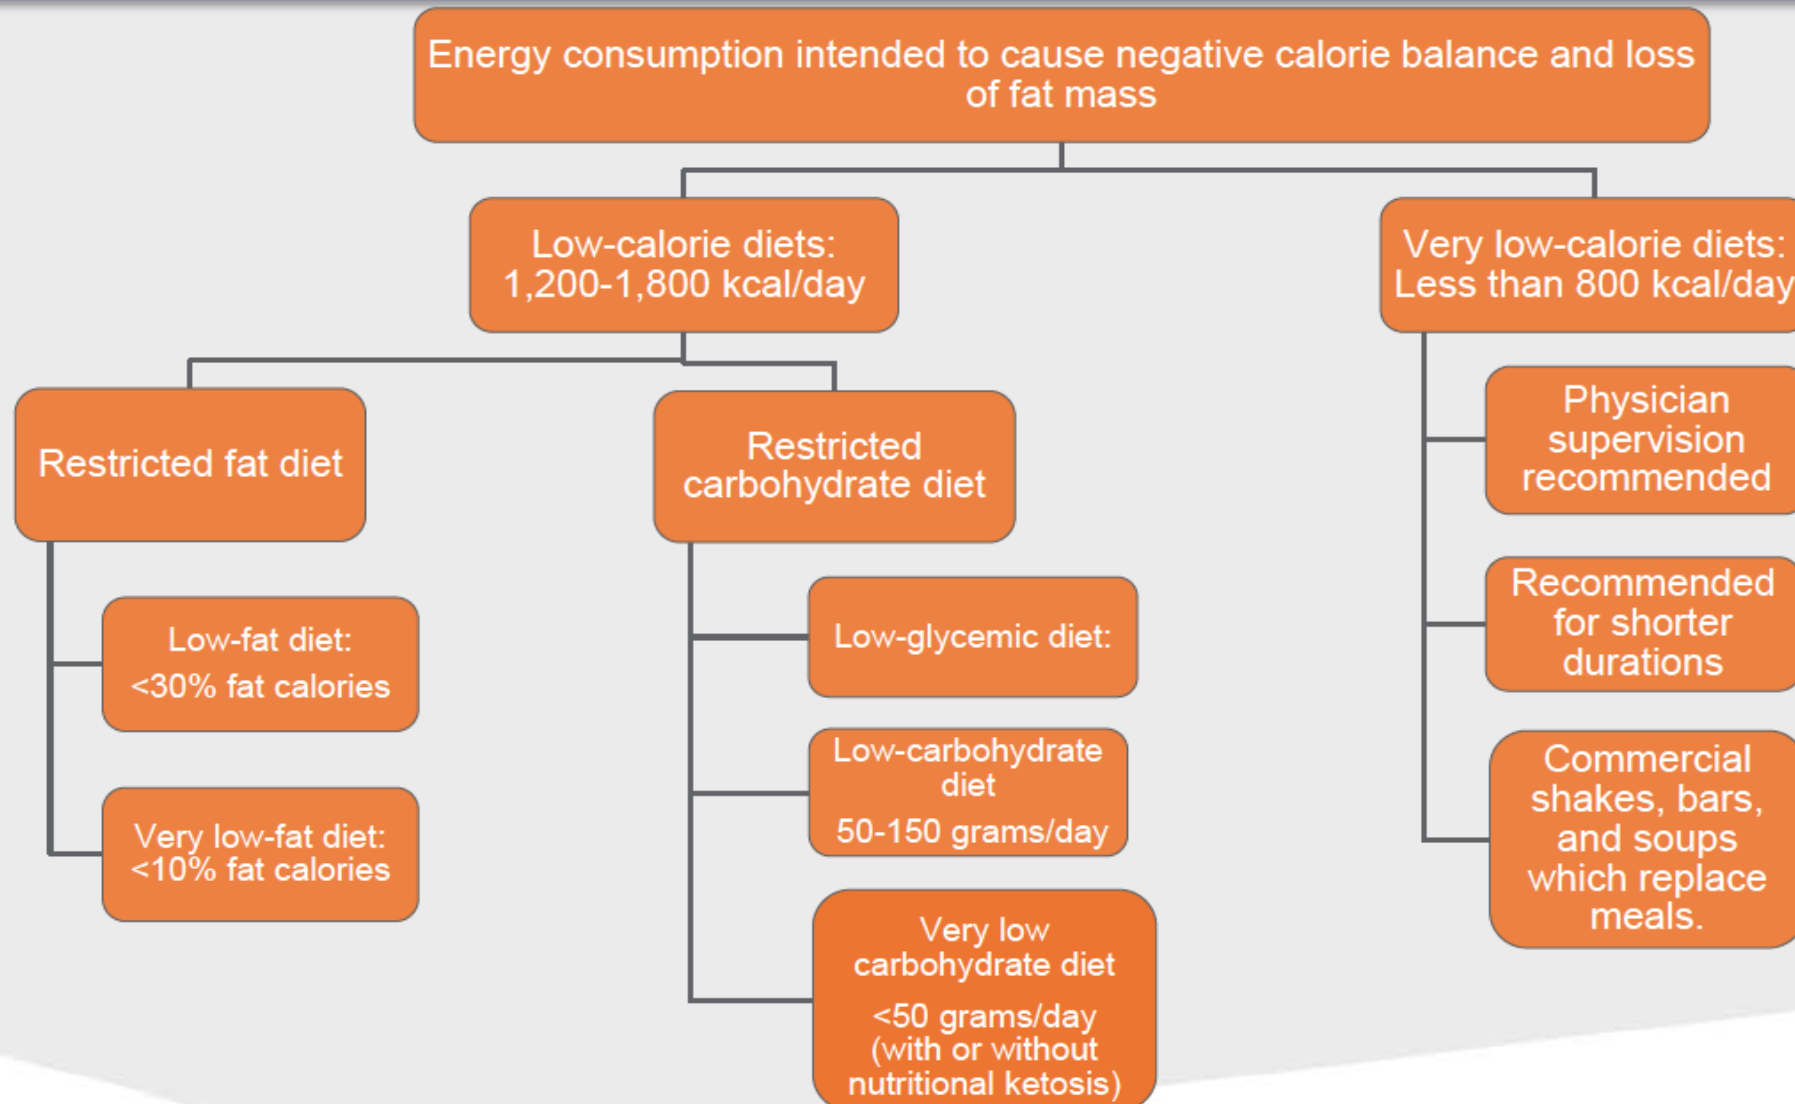 Energy consumption intended to cause negative calorie balance and loss
of fat mass
Low-calorie diets:
1,200-1,800 kcal/day
Very low-calorie diets:
Less than 800 kcal/day
Restricted fat diet
Restricted
carbohydrate diet
Low-fat diet:
<30% fat calories
Very low-fat diet:
<10% fat calories
Low-glycemic diet:
Low-carbohydrate
diet
50-150 grams/day
Very low
carbohydrate diet
<50 grams/day
(with or without
nutritional ketosis)
Physician
supervision
recommended
Recommended
for shorter
durations
Commercial
shakes, bars,
and soups
which replace
meals.